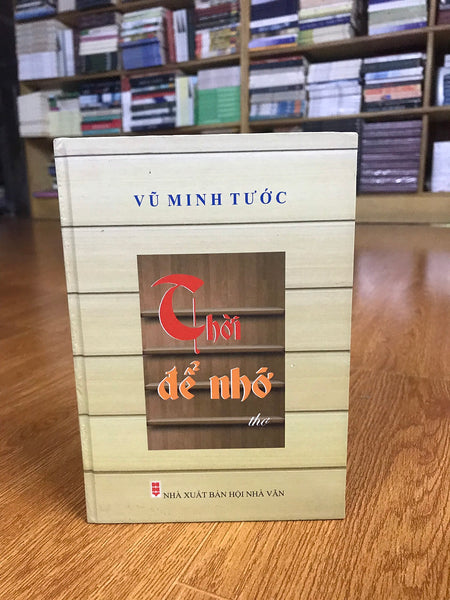 VŨ MINH TƯỚC
Thời
để nhớ
thơ
NHÀ XUẤT BẢN HỘI NHÀ VĂN